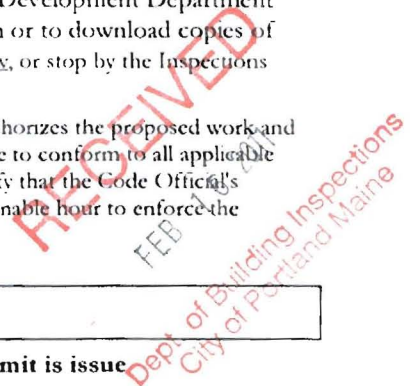 Development Department
or to download copies of
, or stop by the Inspections
horizes the proposed work and
e to conform to all applicable
fy that the Code Official's
nable hour to enforce the
mit is issue
RECEIVED
FEB
Dept. of Building Inspections
City of Portland Maine